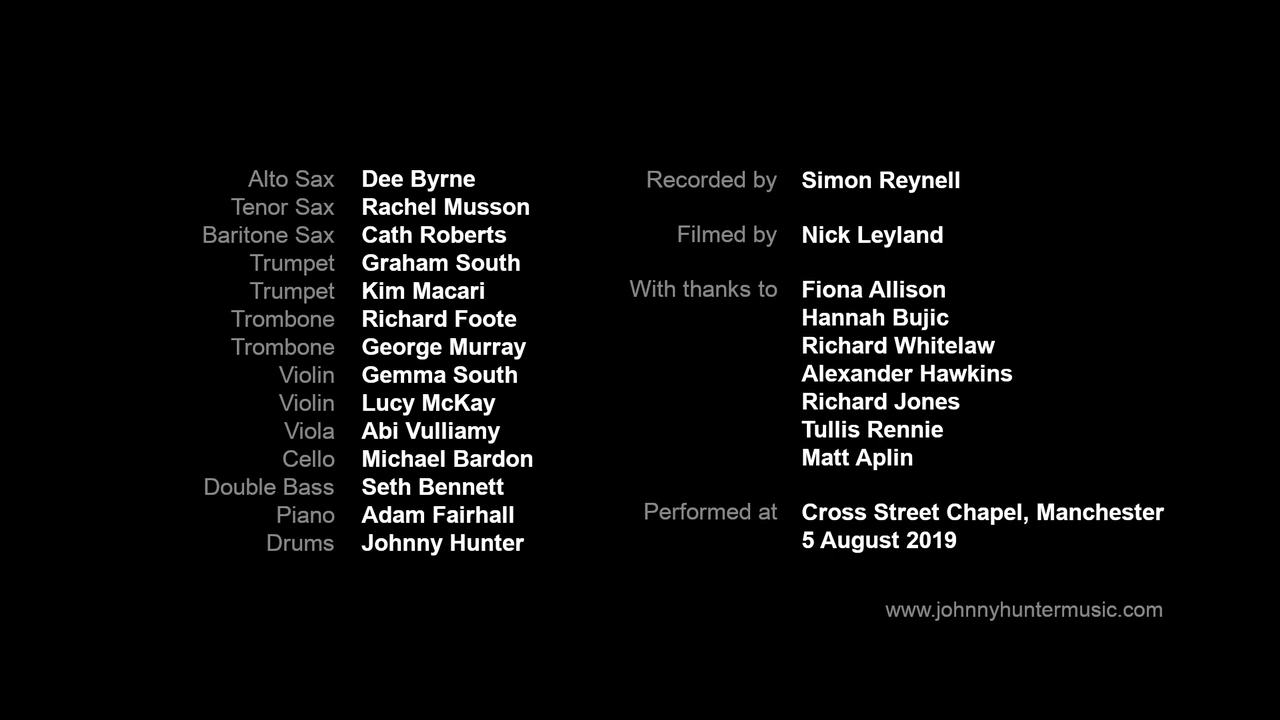 Alto Sax Dee Byrne
Tenor Sax Rachel Musson
Baritone Sax Cath Roberts
Trumpet Graham South
Trumpet Kim Macari
Trombone Richard Foote
Trombone George Murray
Violin Gemma South
Violin Lucy McKay
Viola Abi Vulliamy
Cello Michael Bardon
Double Bass Seth Bennett
Piano Adam Fairhall
Drums Johnny Hunter
Recorded by Simon Reynell
Filmed by Nick Leyland
With thanks to Fiona Allison
Hannah Bujic
Richard Whitelaw
Alexander Hawkins
Richard Jones
Tullis Rennie
Matt Aplin
Performed at Cross Street Chapel, Manchester
5 August 2019
www.johnnyhuntermusic.com